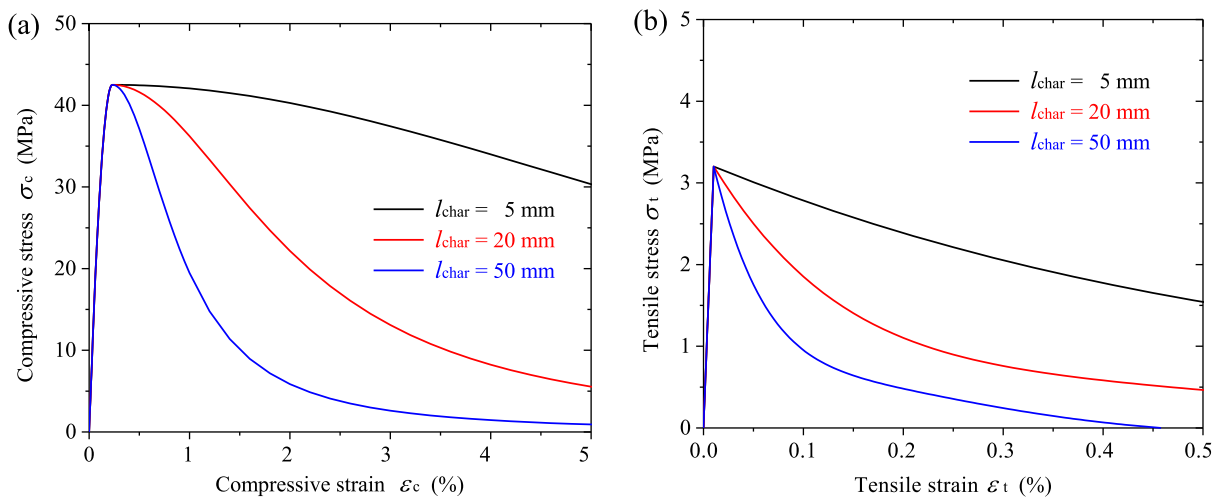 (a)
50
40
30
20
10
0
Compressive stress σc (MPa)
lchar = 5 mm
lchar = 20 mm
lchar = 50 mm
0 1 2 3 4 5
Compressive strain εc (%)
(b)
5
4
3
2
1
0
Tensile stress σt (MPa)
lchar = 5 mm
lchar = 20 mm
lchar = 50 mm
0.0 0.1 0.2 0.3 0.4 0.5
Tensile strain εt (%)